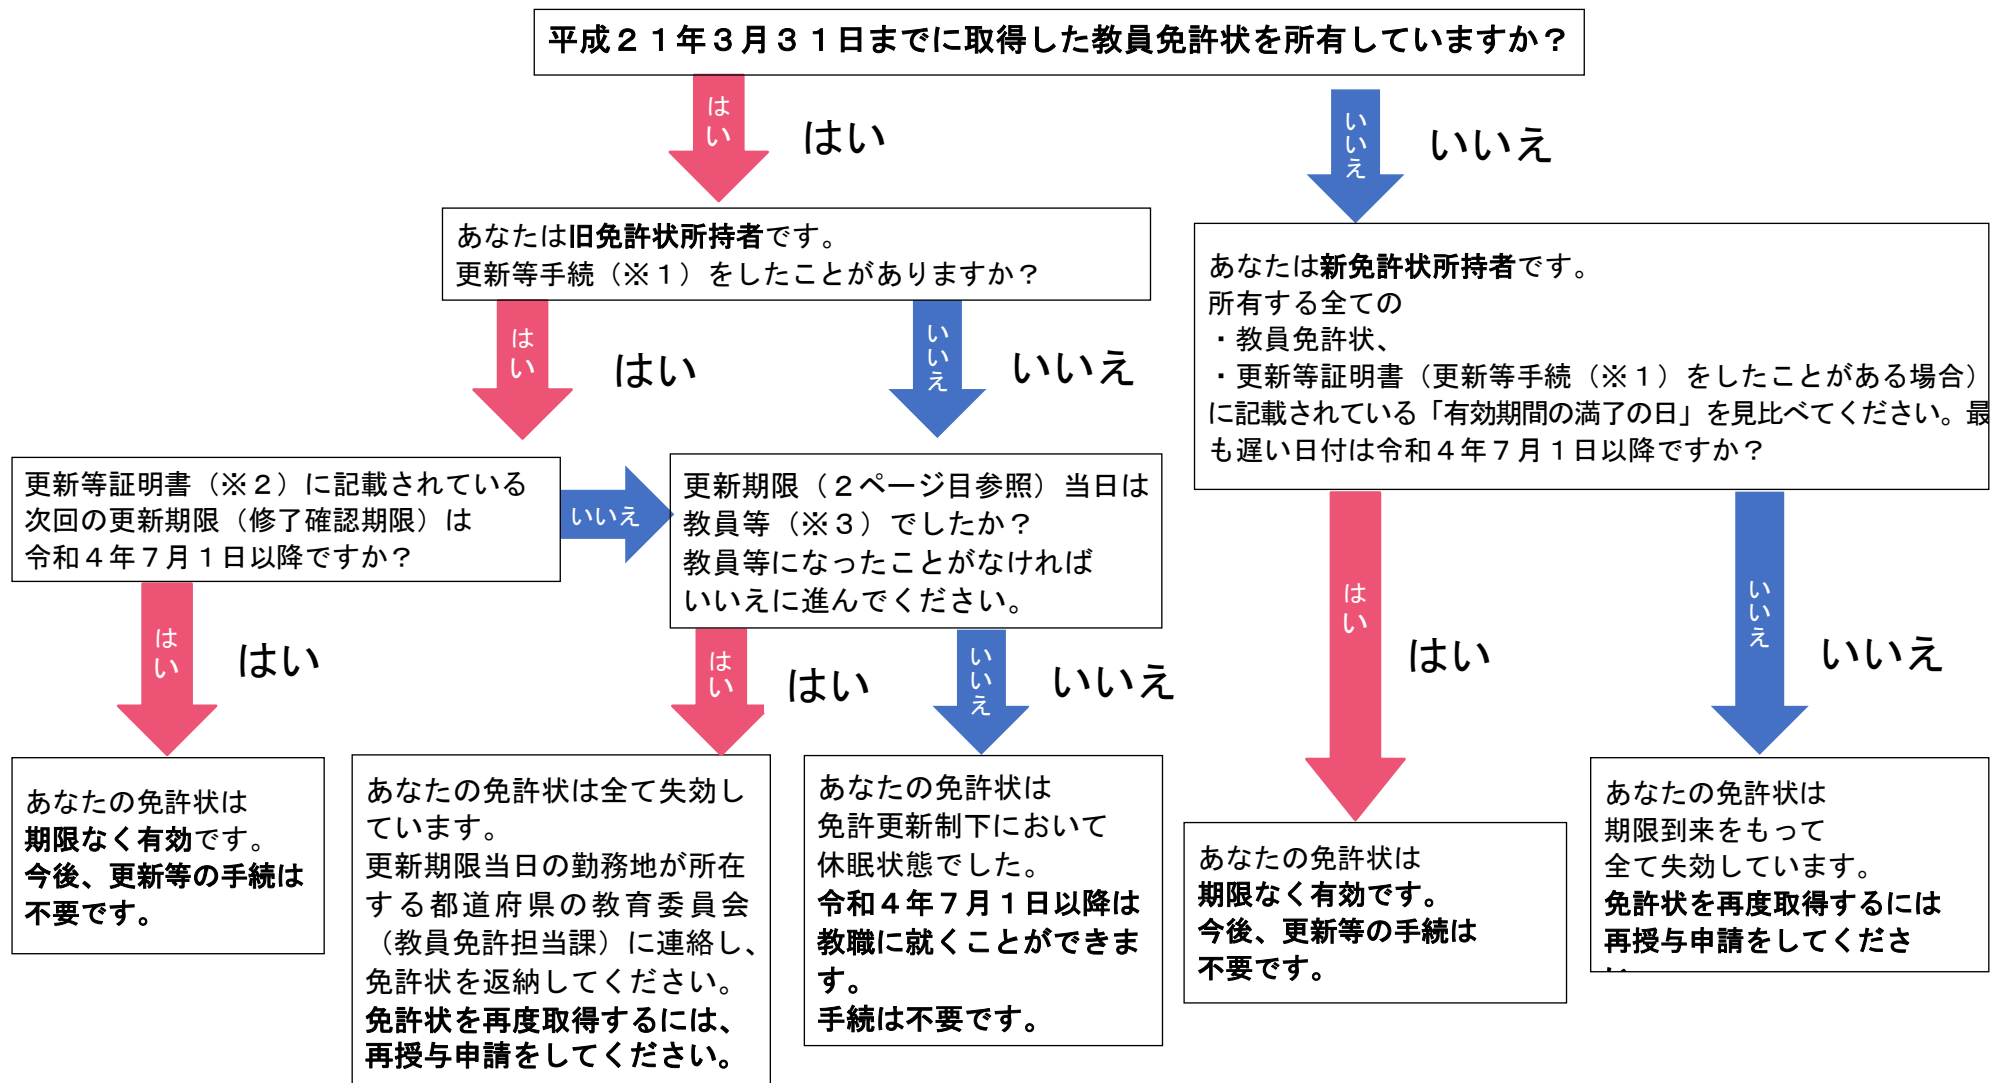 平成２１年３月３１日までに取得した教員免許状を所有していますか？
はい
はい
いいえ
いいえ
あなたは旧免許状所持者です。
更新等手続（※１）をしたことがありますか？
あなたは新免許状所持者です。
所有する全ての
・教員免許状、
・更新等証明書（更新等手続（※１）をしたことがある場合）
に記載されている「有効期間の満了の日」を見比べてください。最
も遅い日付は令和４年７月１日以降ですか？
はい
はい
いいえ
いいえ
更新等証明書（※２）に記載されている
次回の更新期限（修了確認期限）は
令和４年７月１日以降ですか？
いいえ
更新期限（２ページ目参照）当日は
教員等（※３）でしたか？
教員等になったことがなければ
いいえに進んでください。
はい
はい
はい
はい
いいえ
いいえ
はい
はい
いいえ
いいえ
あなたの免許状は
期限なく有効です。
今後、更新等の手続は
不要です。
あなたの免許状は全て失効し
ています。
更新期限当日の勤務地が所在
する都道府県の教育委員会
（教員免許担当課）に連絡し、
免許状を返納してください。
免許状を再度取得するには、
再授与申請をしてください。
あなたの免許状は
免許更新制下において
休眠状態でした。
令和４年７月１日以降は
教職に就くことができま
す。
手続は不要です。
あなたの免許状は
期限なく有効です。
今後、更新等の手続は
不要です。
あなたの免許状は
期限到来をもって
全て失効しています。
免許状を再度取得するには
再授与申請をしてくださ